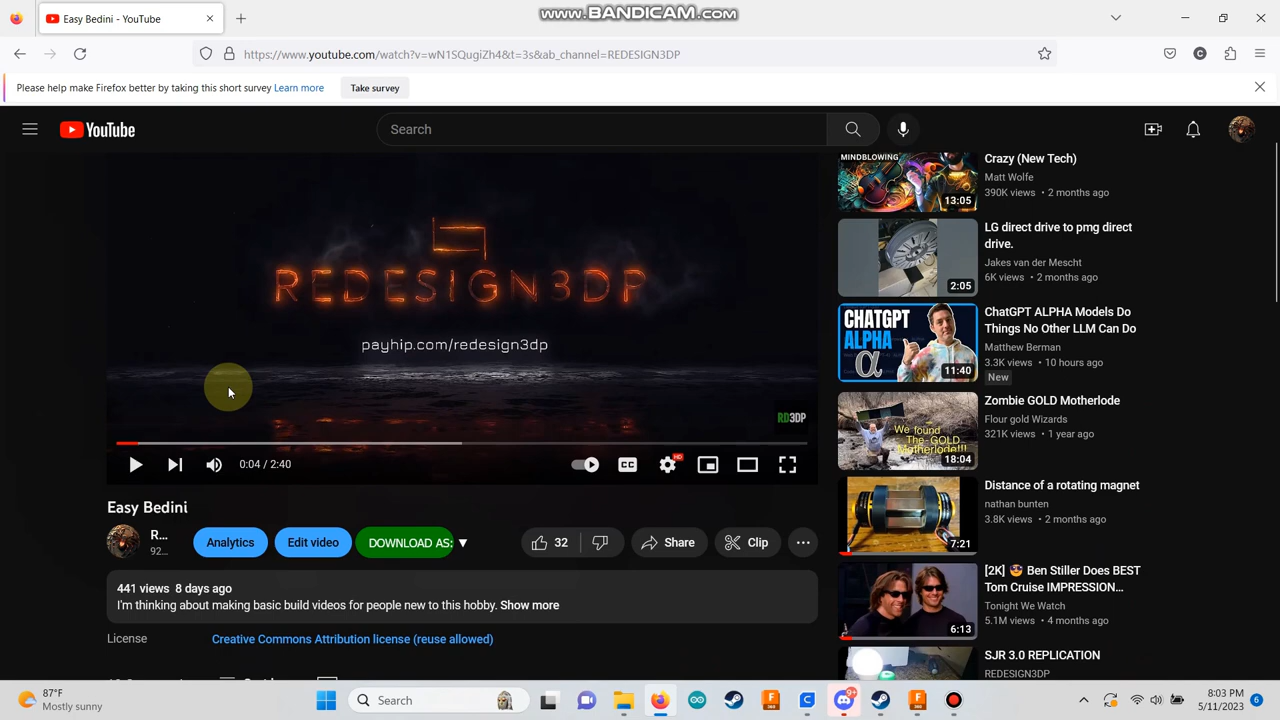 www.BANDICAM.com
Easy Bedini - YouTube
https://www.youtube.com/watch?v=wN1SQugiZh4&t=3s&ab_channel=REDESIGN3DP
Please help make Firefox better by taking this short survey Learn more
Take survey
YouTube
Search
REDESIGN3DP
payhip.com/redesign3dp
RD3DP
0:04 / 2:40
CC
HD
Easy Bedini
R...
92...
Analytics
Edit video
DOWNLOAD AS: ▼
32
Share
Clip
441 views 8 days ago
I'm thinking about making basic build videos for people new to this hobby. Show more
License
Creative Commons Attribution license (reuse allowed)
MINDBLOWING
13:05
Crazy (New Tech)
Matt Wolfe
390K views • 2 months ago
2:05
LG direct drive to pmg direct
drive.
Jakes van der Mescht
6K views • 2 months ago
CHATGPT
ALPHA
α
11:40
ChatGPT ALPHA Models Do
Things No Other LLM Can Do
Matthew Berman
3.3K views • 10 hours ago
New
We found
The GOLD
Motherlode!!!
18:04
Zombie GOLD Motherlode
Flour gold Wizards
321K views • 1 year ago
7:21
Distance of a rotating magnet
nathan bunten
3.8K views • 2 months ago
6:13
[2K] 😎 Ben Stiller Does BEST
Tom Cruise IMPRESSION...
Tonight We Watch
5.1M views • 4 months ago
SJR 3.0 REPLICATION
REDESIGN3DP
87°F
Mostly sunny
Search
9+
8:03 PM
5/11/2023
6